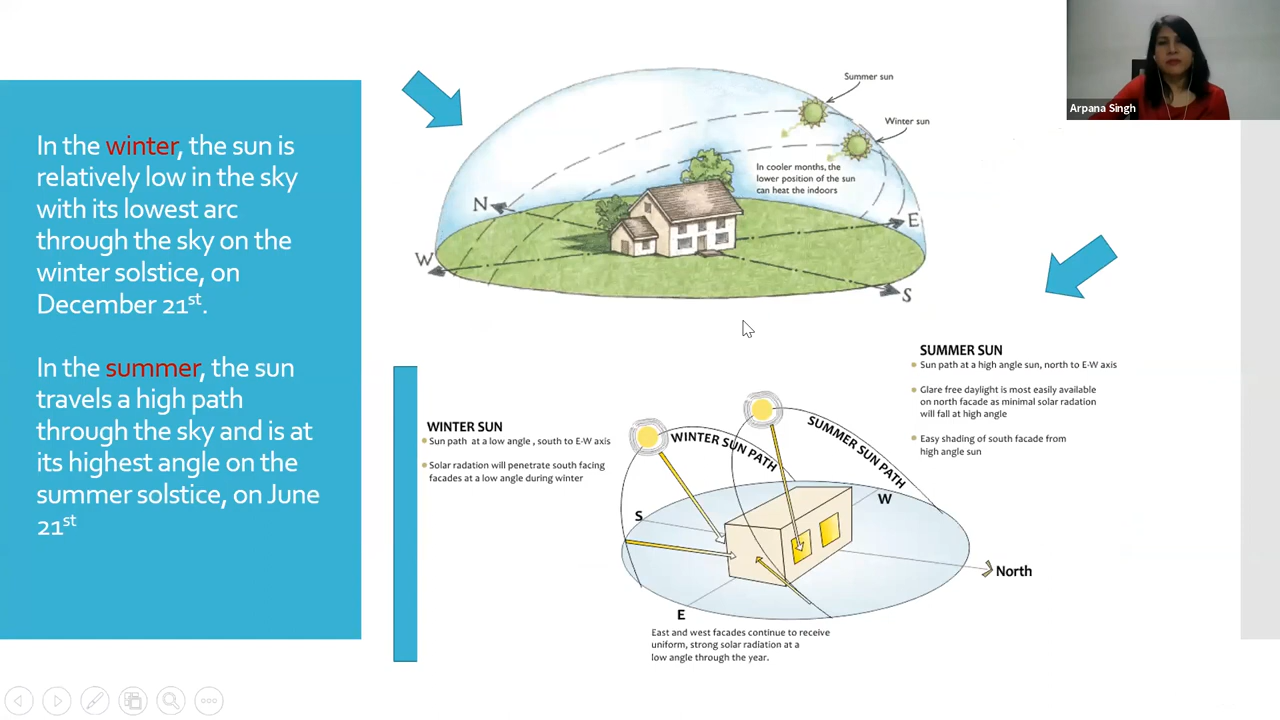 Arpana Singh
In the winter, the sun is
relatively low in the sky
with its lowest arc
through the sky on the
winter solstice, on
December 21st.
In the summer, the sun
travels a high path
through the sky and is at
its highest angle on the
summer solstice, on June
21st
Summer sun
Winter sun
In cooler months, the
lower position of the sun
can heat the indoors
N
E
W
S
SUMMER SUN
Sun path at a high angle sun, north to E-W axis
Glare free daylight is most easily available
on north facade as minimal solar radation
will fall at high angle
Easy shading of south facade from
high angle sun
WINTER SUN
Sun path at a low angle , south to E-W axis
Solar radation will penetrate south facing
facades at a low angle during winter
WINTER SUN PATH
SUMMER SUN PATH
S
W
North
E
East and west facades continue to receive
uniform, strong solar radiation at a
low angle through the year.